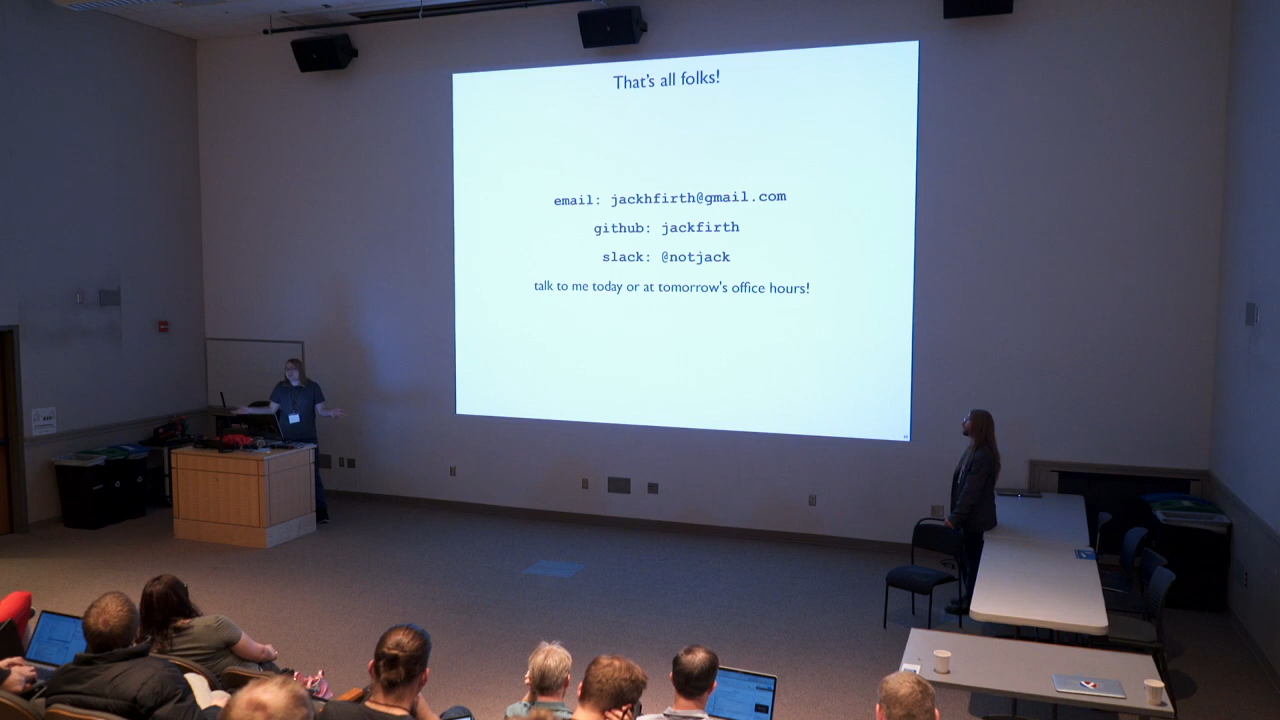 That's all folks!
email: jackhfirth@gmail.com
github: jackfirth
slack: @notjack
talk to me today or at tomorrow's office hours!